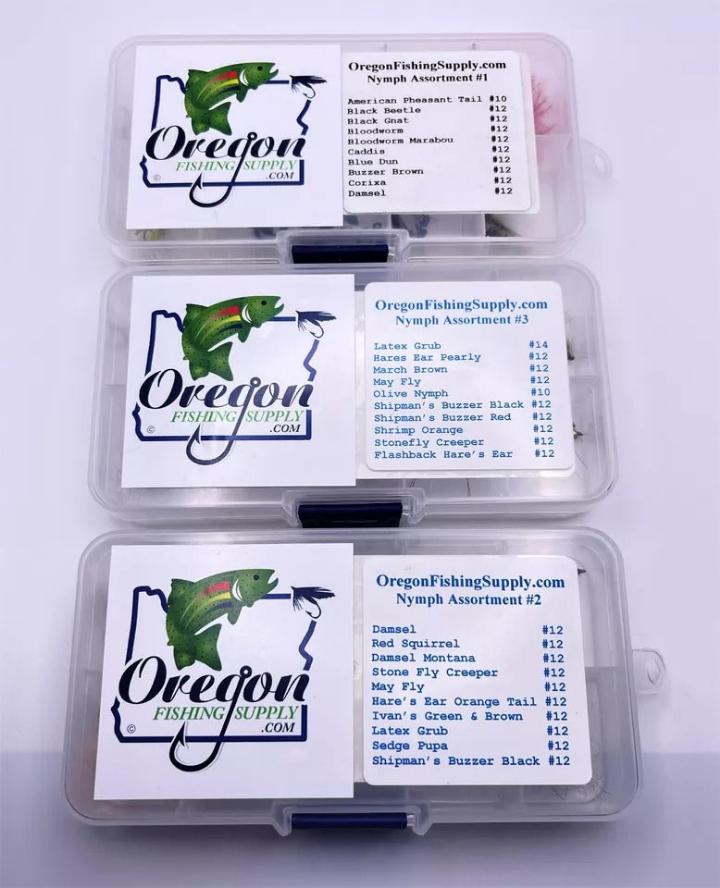 Oregon
FISHING SUPPLY
.COM
©
OregonFishingSupply.com
Nymph Assortment #1
American Pheasant Tail #10
Black Beetle #12
Black Gnat #12
Bloodworm #12
Bloodworm Marabou #12
Caddis #12
Blue Dun #12
Buzzer Brown #12
Corixa #12
Damsel #12
Oregon
FISHING SUPPLY
.COM
©
OregonFishingSupply.com
Nymph Assortment #3
Latex Grub #14
Hares Ear Pearly #12
March Brown #12
May Fly #12
Olive Nymph #10
Shipman's Buzzer Black #12
Shipman's Buzzer Red #12
Shrimp Orange #12
Stonefly Creeper #12
Flashback Hare's Ear #12
Oregon
FISHING SUPPLY
.COM
©
OregonFishingSupply.com
Nymph Assortment #2
Damsel #12
Red Squirrel #12
Damsel Montana #12
Stone Fly Creeper #12
May Fly #12
Hare's Ear Orange Tail #12
Ivan's Green & Brown #12
Latex Grub #12
Sedge Pupa #12
Shipman's Buzzer Black #12